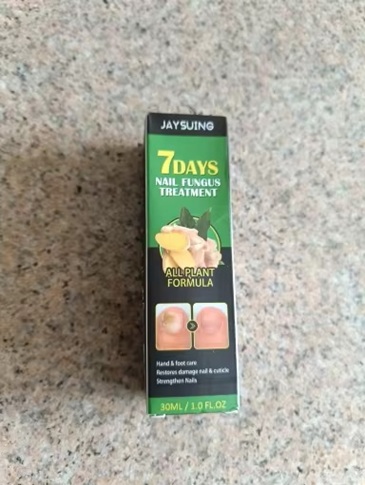 JAYSUING
7DAYS
NAIL FUNGUS
TREATMENT
ALL PLANT
FORMULA
Hand & foot care
Restores damage nail & cuticle
Strengthen Nails
30ML / 1.0 FL.OZ